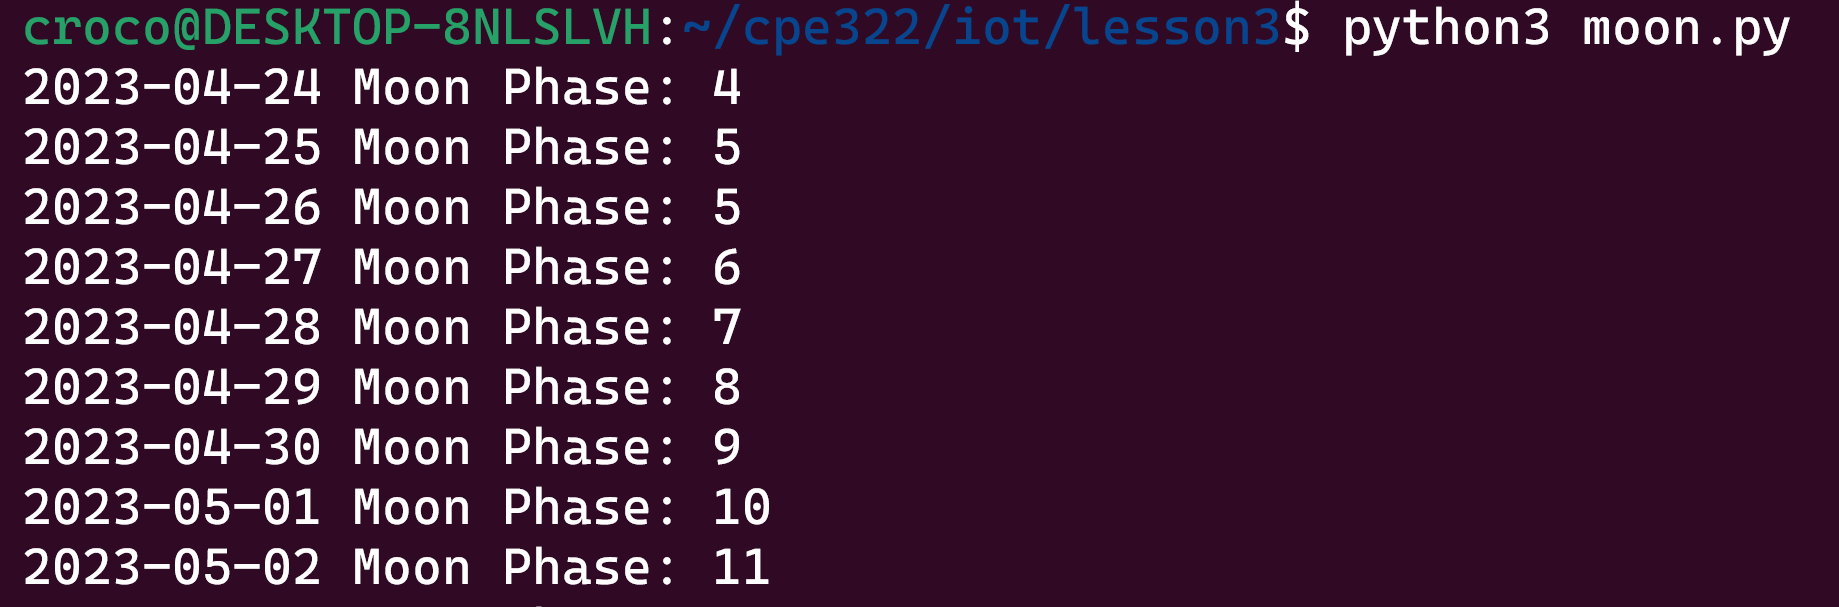 croco@DESKTOP-8NLSLVH:~/cpe322/iot/lesson3$ python3 moon.py
2023-04-24 Moon Phase: 4
2023-04-25 Moon Phase: 5
2023-04-26 Moon Phase: 5
2023-04-27 Moon Phase: 6
2023-04-28 Moon Phase: 7
2023-04-29 Moon Phase: 8
2023-04-30 Moon Phase: 9
2023-05-01 Moon Phase: 10
2023-05-02 Moon Phase: 11